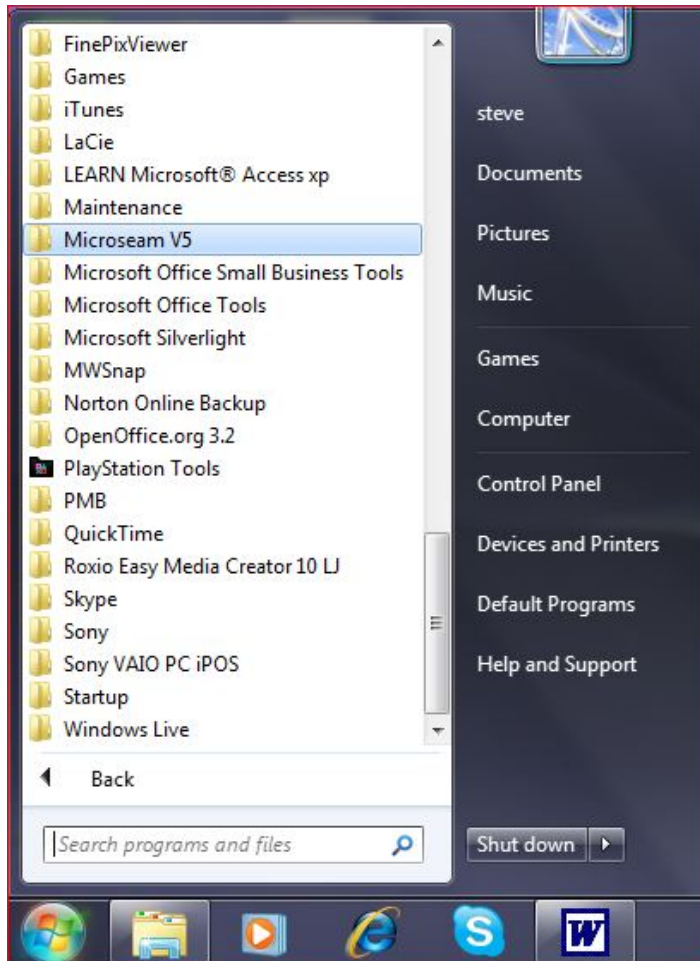 FinePixViewer
Games
iTunes
LaCie
LEARN Microsoft® Access xp
Maintenance
Microseam V5
Microsoft Office Small Business Tools
Microsoft Office Tools
Microsoft Silverlight
MWSnap
Norton Online Backup
OpenOffice.org 3.2
PlayStation Tools
PMB
QuickTime
Roxio Easy Media Creator 10 LJ
Skype
Sony
Sony VAIO PC iPOS
Startup
Windows Live
Back
Search programs and files
steve
Documents
Pictures
Music
Games
Computer
Control Panel
Devices and Printers
Default Programs
Help and Support
Shut down
S
W